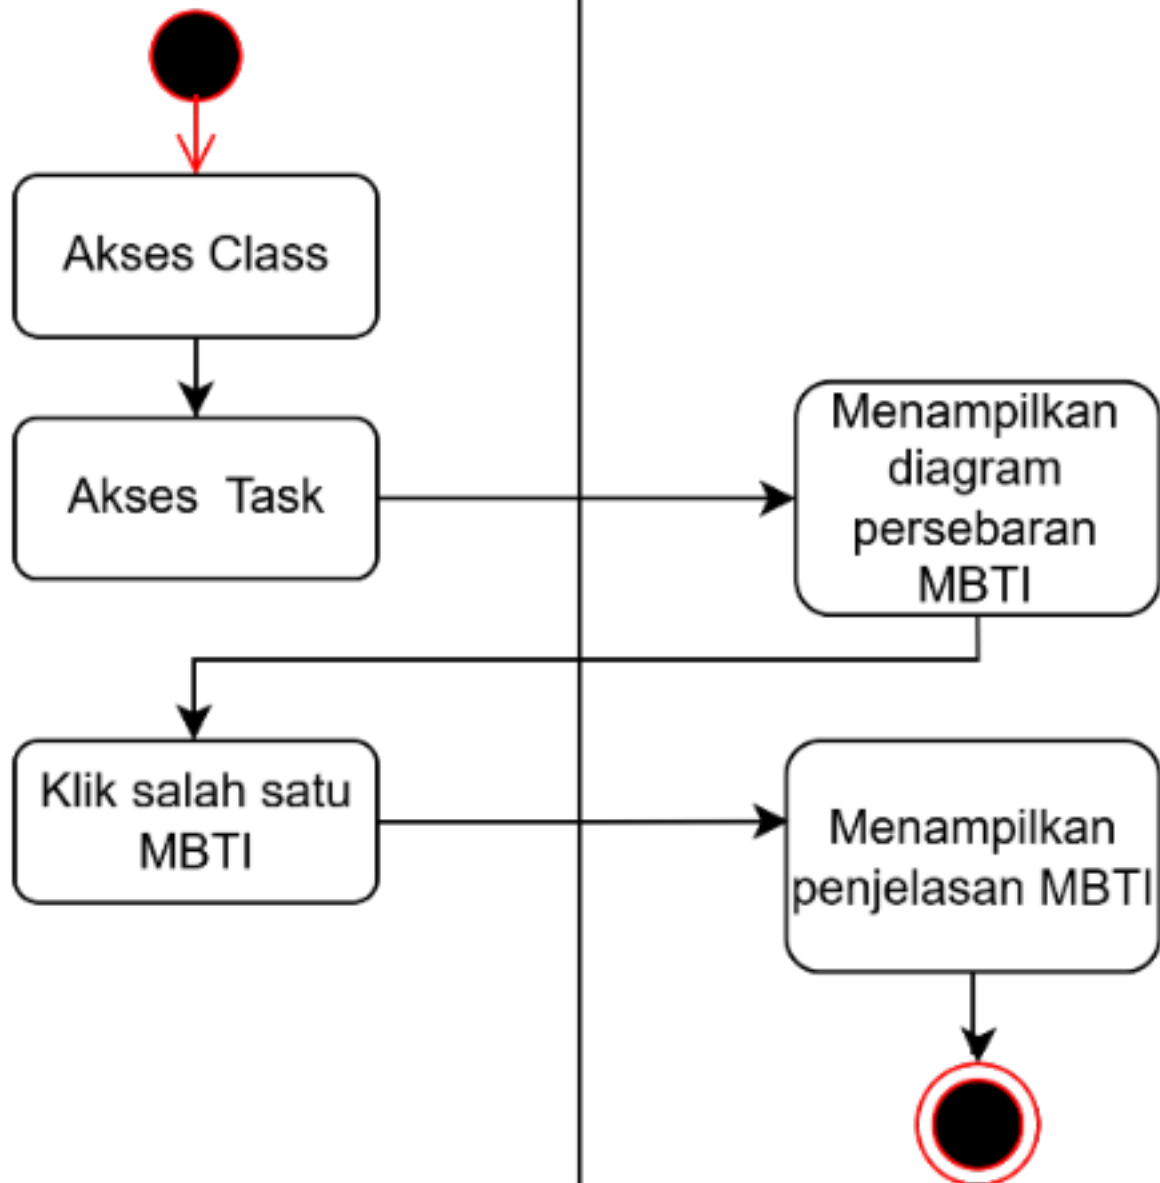 Akses Class
Akses  Task
Menampilkan
diagram
persebaran
MBTI
Klik salah satu
MBTI
Menampilkan
penjelasan MBTI